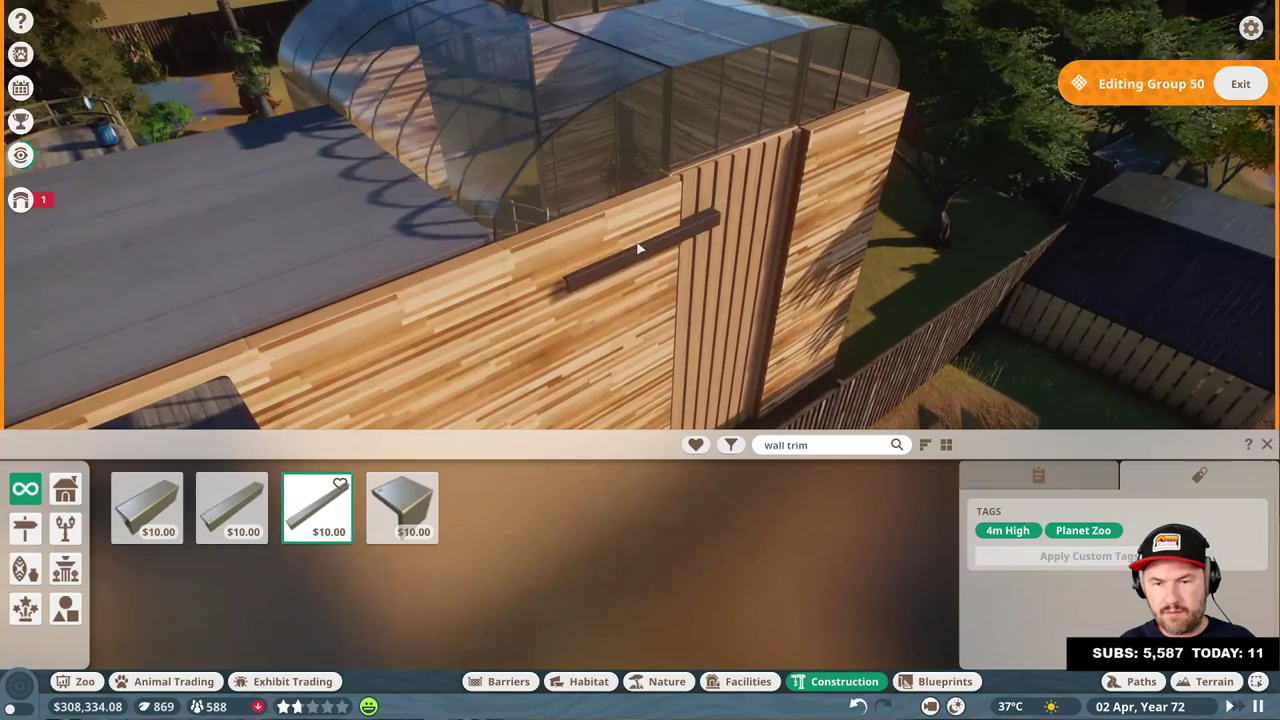 Editing Group 50 Exit
1
wall trim
?
$10.00 $10.00 $10.00 $10.00
TAGS
4m High Planet Zoo
Apply Custom Tags
SUBS: 5,587 TODAY: 11
Zoo Animal Trading Exhibit Trading Barriers Habitat Nature Facilities Construction Blueprints Paths Terrain
$308,334.08 869 588 37°C 02 Apr, Year 72